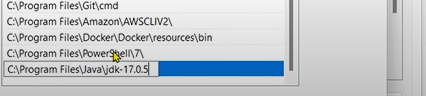 C:\Program Files\Git\cmd
C:\Program Files\Amazon\AWSCLIV2\
C:\Program Files\Docker\Docker\resources\bin
C:\Program Files\PowerShell\7\
C:\Program Files\Java\jdk-17.0.5